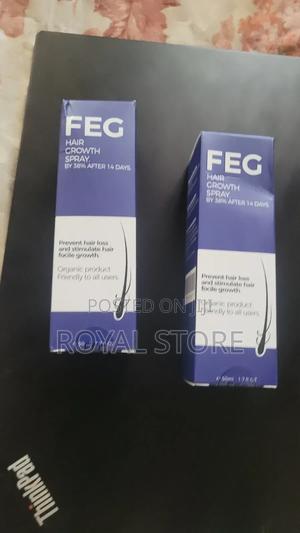 FEG
HAIR
GROWTH
SPRAY
BY 38% AFTER 14 DAYS
Prevent hair loss
and stimulate hair
focile growth.
Organic product
Friendly to all users.
FEG
HAIR
GROWTH
SPRAY
BY 38% AFTER 14 DAYS
Prevent hair loss
and stimulate hair
focile growth.
Organic product
Friendly to all users.
POSTED ON
ROYAL STORE
ThinkPad